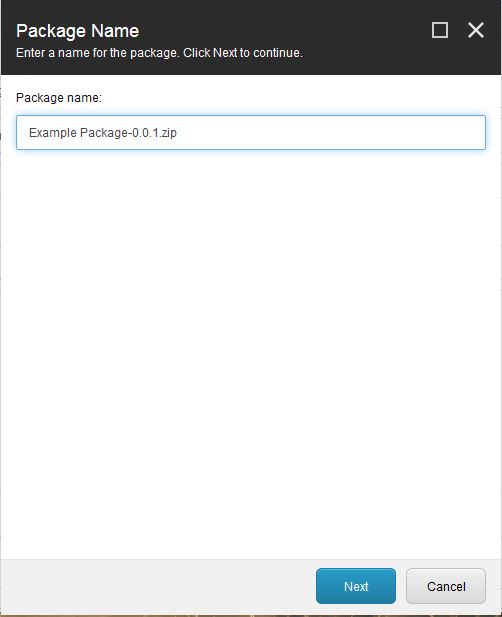 Package Name
Enter a name for the package. Click Next to continue.
Package name:
Example Package-0.0.1.zip
Next
Cancel